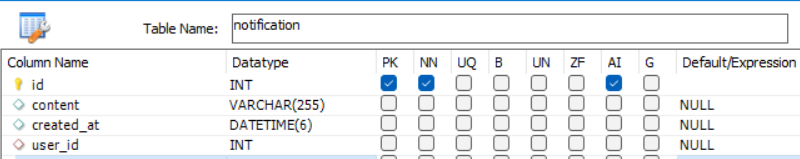 Table Name: notification
Column Name Datatype PK NN UQ B UN ZF AI G Default/Expression
id INT
content VARCHAR(255) NULL
created_at DATETIME(6) NULL
user_id INT NULL